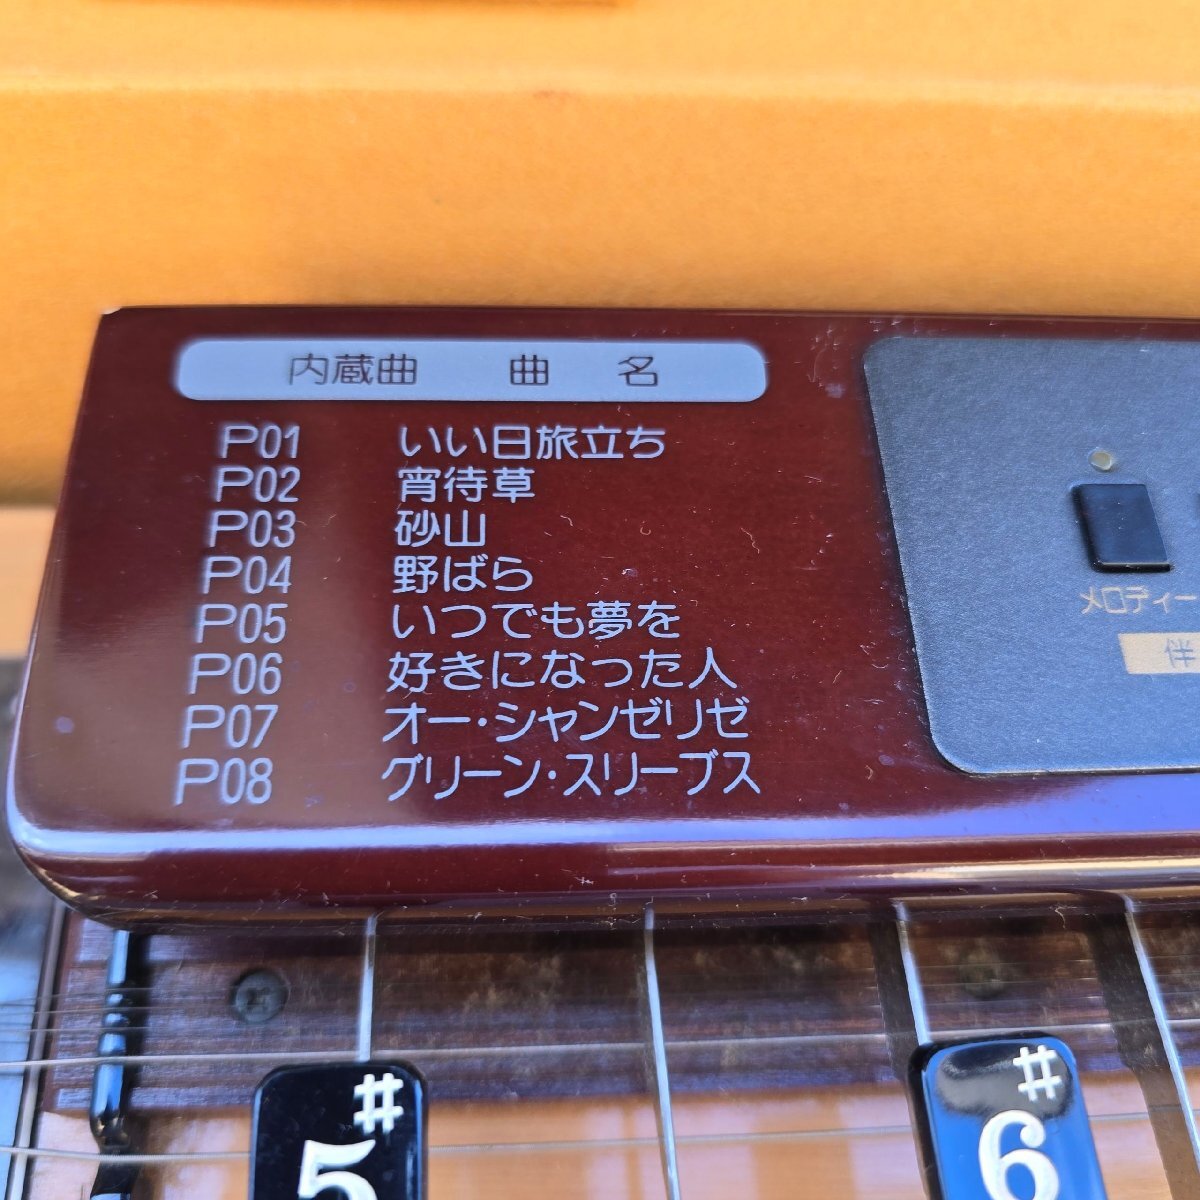 内蔵曲 曲 名
P01 いい日旅立ち
P02 宵待草
P03 砂山
P04 野ばら
P05 いつでも夢を
P06 好きになった人
P07 オー・シャンゼリゼ
P08 グリーン・スリーブス
メロディー
伴
#5
#6